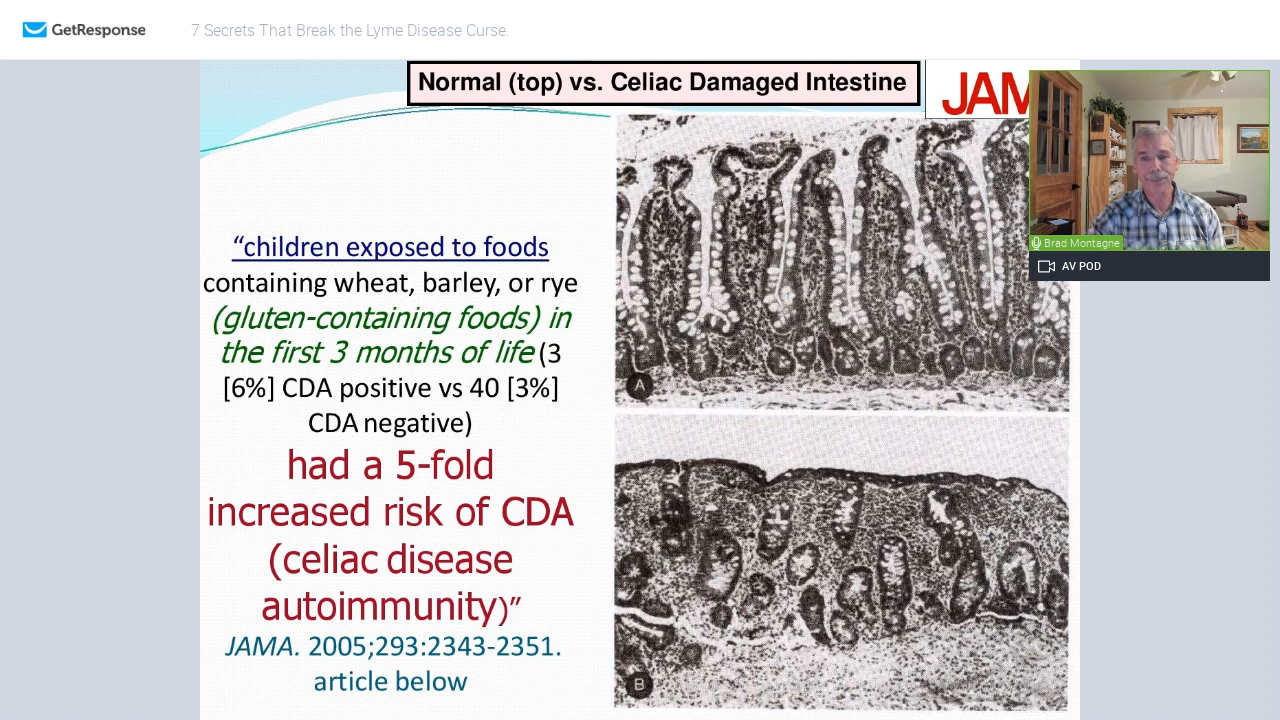 GetResponse
7 Secrets That Break the Lyme Disease Curse.
Normal (top) vs. Celiac Damaged Intestine
“children exposed to foods
containing wheat, barley, or rye
(gluten-containing foods) in
the first 3 months of life (3
[6%] CDA positive vs 40 [3%]
CDA negative)
had a 5-fold
increased risk of CDA
(celiac disease
autoimmunity)”
JAMA. 2005;293:2343-2351.
article below
A
B
JAM
Brad Montagne
AV POD